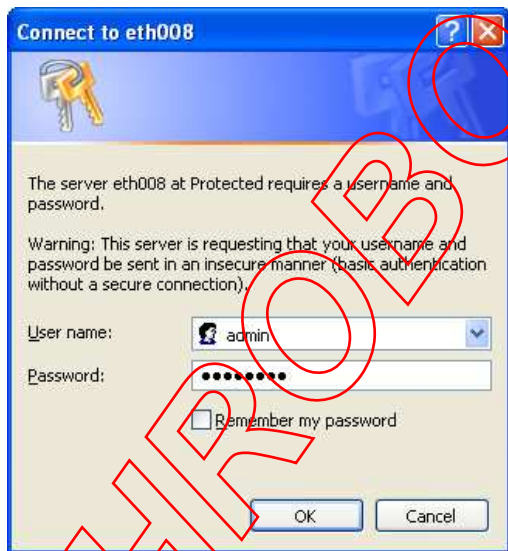 Connect to eth008
The server eth008 at Protected requires a username and
password.
Warning: This server is requesting that your username and
password be sent in an insecure manner (basic authentication
without a secure connection).
User name:
admin
Password:
••••••••
Remember my password
OK
Cancel
HROBO